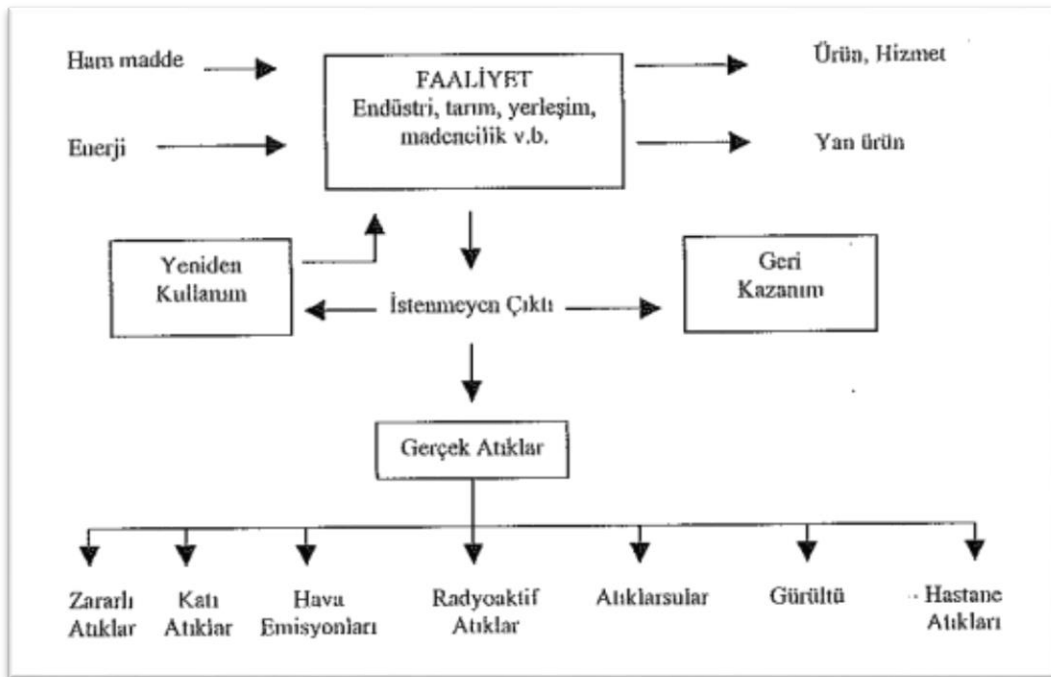 Ham madde
FAALİYET
Ürün, Hizmet
Endüstri, tarım, yerleşim,
madencilik v.b.
Enerji
Yan ürün
Yeniden
Kullanım
Geri
Kazanım
İstenmeyen Çıktı
Gerçek Atıklar
Zararlı
Atıklar
Katı
Atıklar
Hava
Emisyonları
Radyoaktif
Atıklar
Atıklarsular
Gürültü
Hastane
Atıkları